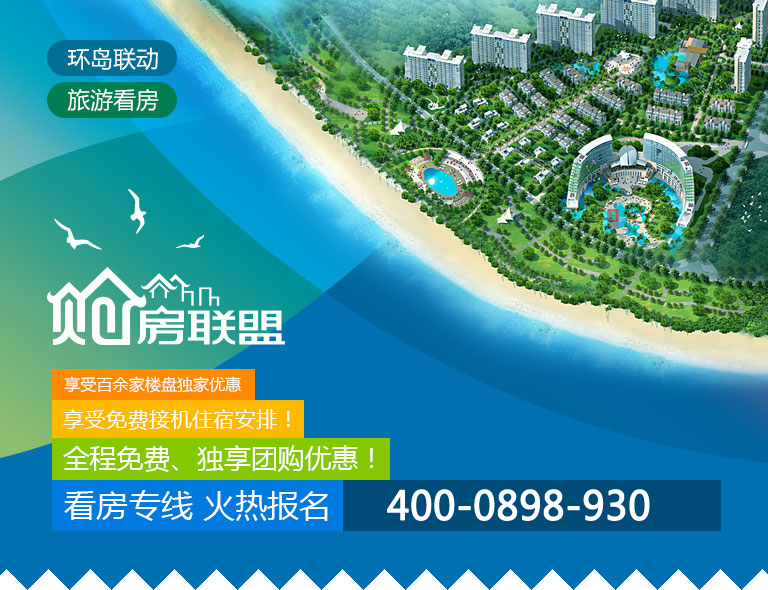 环岛联动
旅游看房
购房联盟
享受百余家楼盘独家优惠
享受免费接机住宿安排！
全程免费、独享团购优惠！
看房专线 火热报名 400-0898-930